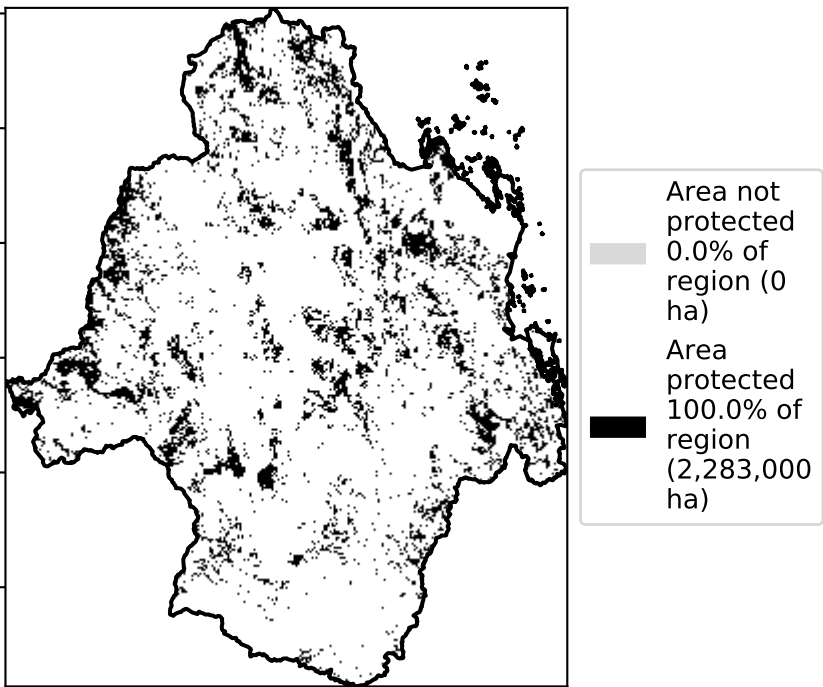 Area not
protected
0.0% of
region (0
ha)
Area
protected
100.0% of
region
(2,283,000
ha)